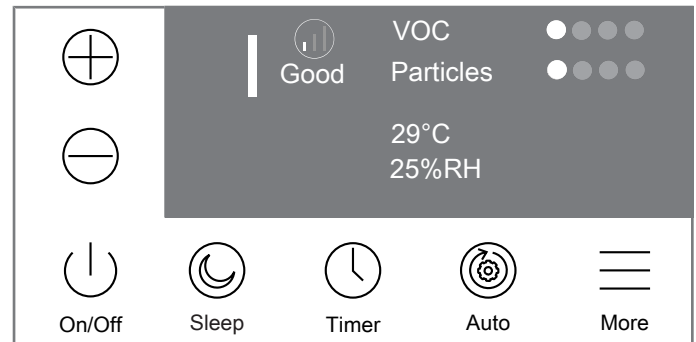 VOC
Good
Particles
29°C
25%RH
On/Off
Sleep
Timer
Auto
More